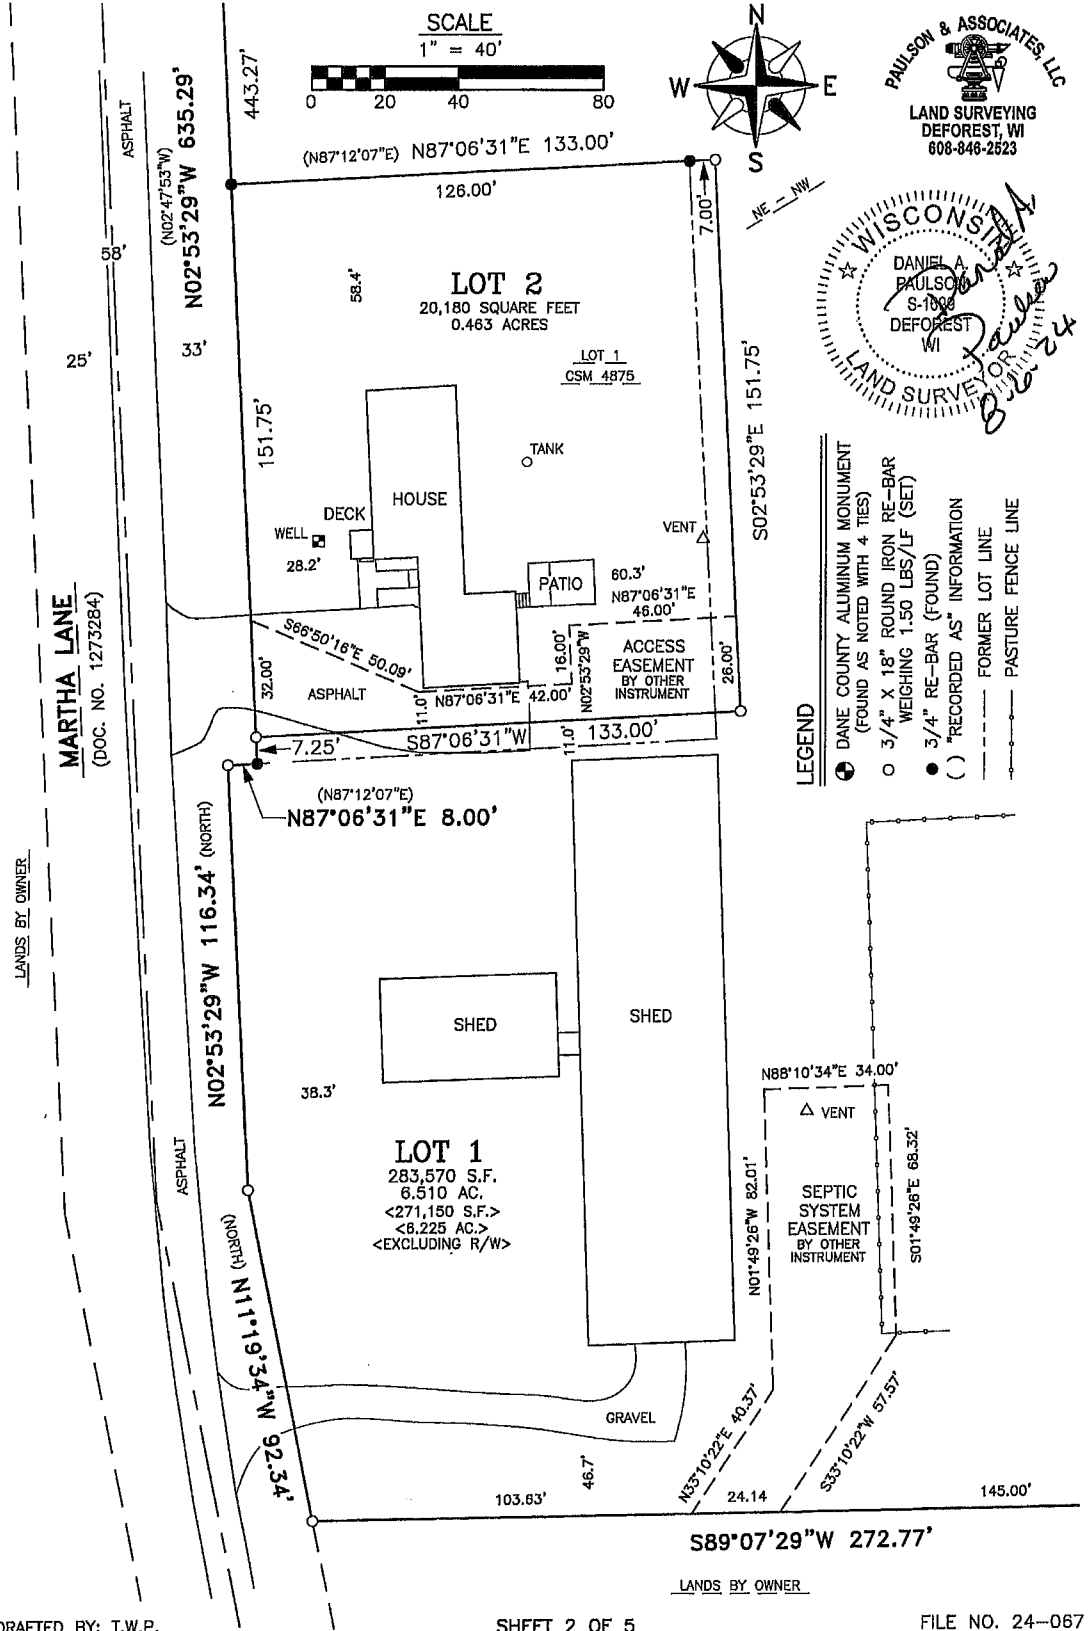 SCALE
1" = 40'
0 20 40 80
N
W E
S
PAULSON & ASSOCIATES, LLC
LAND SURVEYING
DEFOREST, WI
608-846-2523
WISCONSIN
DANIEL A.
PAULSON
S-1699
DEFOREST
WI
LAND SURVEYOR
Daniel A.
Paulson
8-6-24
443.27'
ASPHALT
(N02°47'53"W)
N02°53'29"W 635.29'
(N87°12'07"E) N87°06'31"E 133.00'
126.00'
7.00'
NE - NW
58'
25'
33'
58.4'
LOT 2
20,180 SQUARE FEET
0.463 ACRES
LOT 1
CSM 4875
151.75'
S02°53'29"E 151.75'
TANK
HOUSE
DECK
WELL
28.2'
VENT
PATIO
60.3'
N87°06'31"E
46.00'
S66°50'16"E 50.09'
16.00'
N02°53'29"W
ACCESS
EASEMENT
BY OTHER
INSTRUMENT
26.00'
32.00'
ASPHALT
11.0'
N87°06'31"E 42.00'
S87°06'31"W 133.00'
11.0'
7.25'
(N87°12'07"E)
N87°06'31"E 8.00'
MARTHA LANE
(DOC. NO. 1273284)
LEGEND
DANE COUNTY ALUMINUM MONUMENT
(FOUND AS NOTED WITH 4 TIES)
3/4" X 18" ROUND IRON RE-BAR
WEIGHING 1.50 LBS/LF (SET)
3/4" RE-BAR (FOUND)
( ) "RECORDED AS" INFORMATION
FORMER LOT LINE
PASTURE FENCE LINE
LANDS BY OWNER
N02°53'29"W 116.34' (NORTH)
SHED
SHED
38.3'
N88°10'34"E 34.00'
VENT
LOT 1
283,570 S.F.
6.510 AC.
<271,150 S.F.>
<6.225 AC.>
<EXCLUDING R/W>
ASPHALT
N01°49'26"W 82.01'
SEPTIC
SYSTEM
EASEMENT
BY OTHER
INSTRUMENT
S01°49'26"E 68.32'
(NORTH) N11°19'34"W 92.34'
GRAVEL
46.7'
N33°10'22"E 40.37'
S33°10'22"W 57.57'
103.63'
24.14
145.00'
S89°07'29"W 272.77'
LANDS BY OWNER
DRAFTED BY: T.W.P.
SHEET 2 OF 5
FILE NO. 24-067